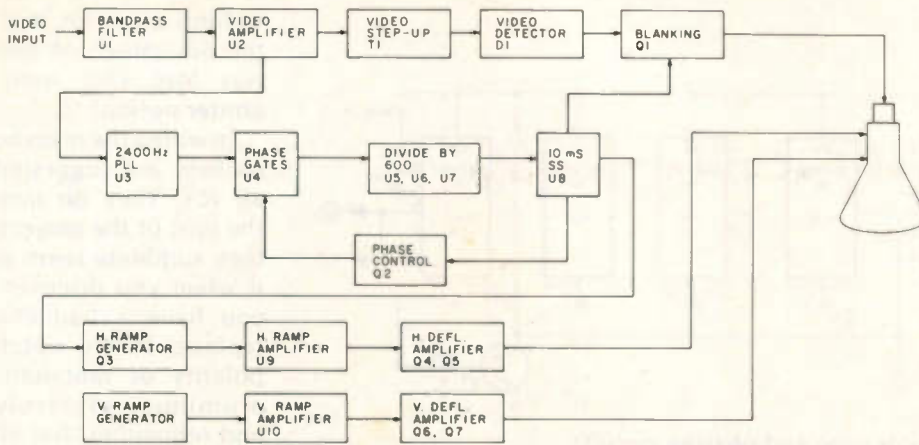 VIDEO
INPUT
BANDPASS
FILTER
U1
VIDEO
AMPLIFIER
U2
VIDEO
STEP-UP
T1
VIDEO
DETECTOR
D1
BLANKING
Q1
2400Hz
PLL
U3
PHASE
GATES
U4
DIVIDE BY
600
U5, U6, U7
10 mS
SS
U8
PHASE
CONTROL
Q2
H. RAMP
GENERATOR
Q3
H. RAMP
AMPLIFIER
U9
H. DEFL.
AMPLIFIER
Q4, Q5
V. RAMP
GENERATOR
V. RAMP
AMPLIFIER
U10
V. DEFL.
AMPLIFIER
Q6, Q7